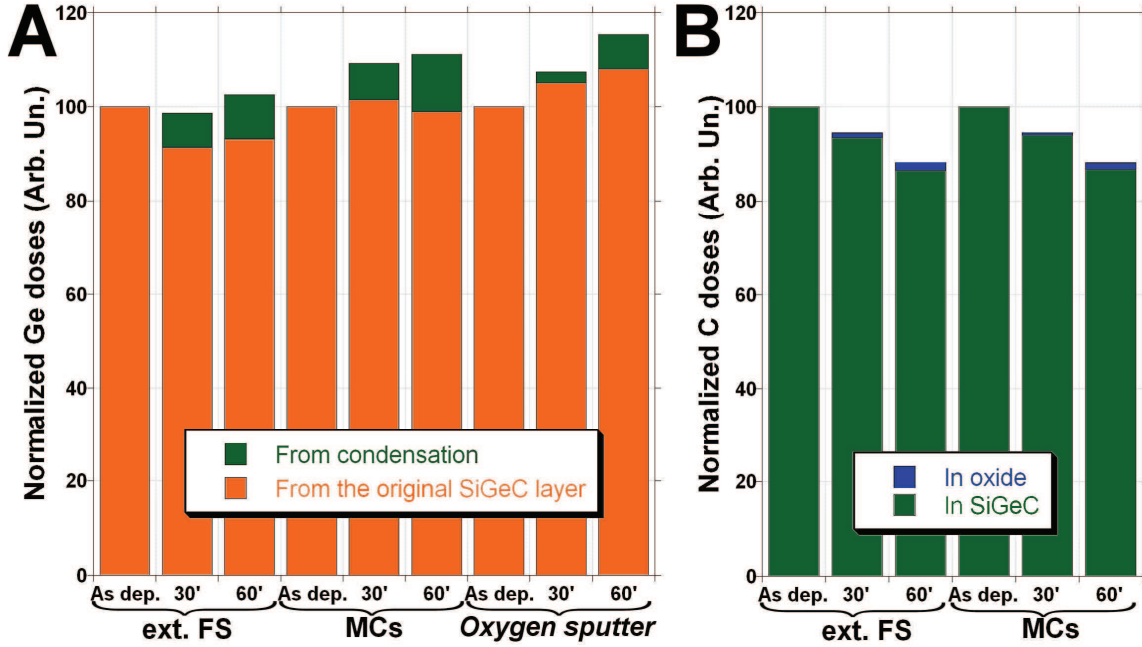 A
Normalized Ge doses (Arb. Un.)
120
100
80
60
40
20
0
From condensation
From the original SiGeC layer
As dep. 30' 60' As dep. 30' 60' As dep. 30' 60'
ext. FS MCs Oxygen sputter
B
Normalized C doses (Arb. Un.)
120
100
80
60
40
20
0
In oxide
In SiGeC
As dep. 30' 60' As dep. 30' 60'
ext. FS MCs